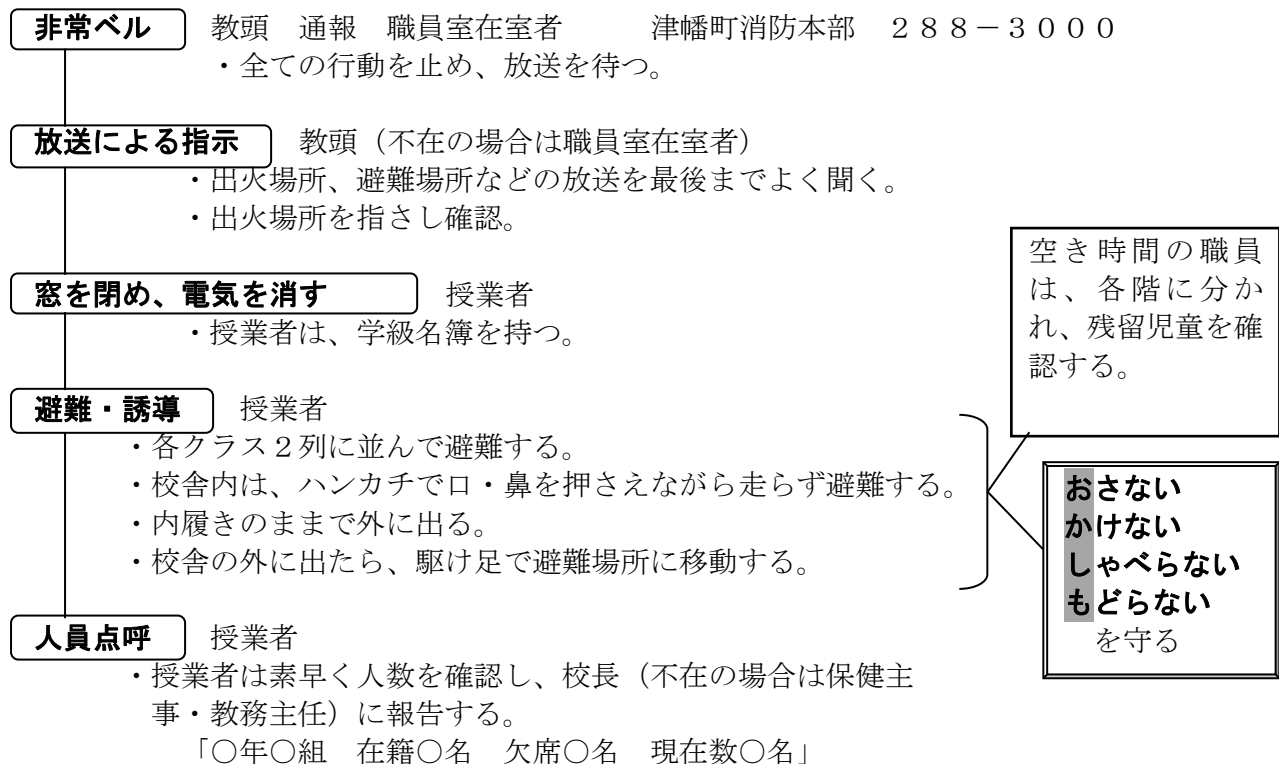 非常ベル　教頭　通報　職員室在室者　　　津幡町消防本部　２８８－３０００
・全ての行動を止め、放送を待つ。
放送による指示　教頭（不在の場合は職員室在室者）
・出火場所、避難場所などの放送を最後までよく聞く。
・出火場所を指さし確認。
窓を閉め、電気を消す　授業者
・授業者は、学級名簿を持つ。
空き時間の職員
は、各階に分か
れ、残留児童を確
認する。
避難・誘導　授業者
・各クラス２列に並んで避難する。
・校舎内は、ハンカチで口・鼻を押さえながら走らず避難する。
・内履きのままで外に出る。
・校舎の外に出たら、駆け足で避難場所に移動する。
おさない
かけない
しゃべらない
もどらない
を守る
人員点呼　授業者
・授業者は素早く人数を確認し、校長（不在の場合は保健主
事・教務主任）に報告する。
「○年○組　在籍○名　欠席○名　現在数○名」